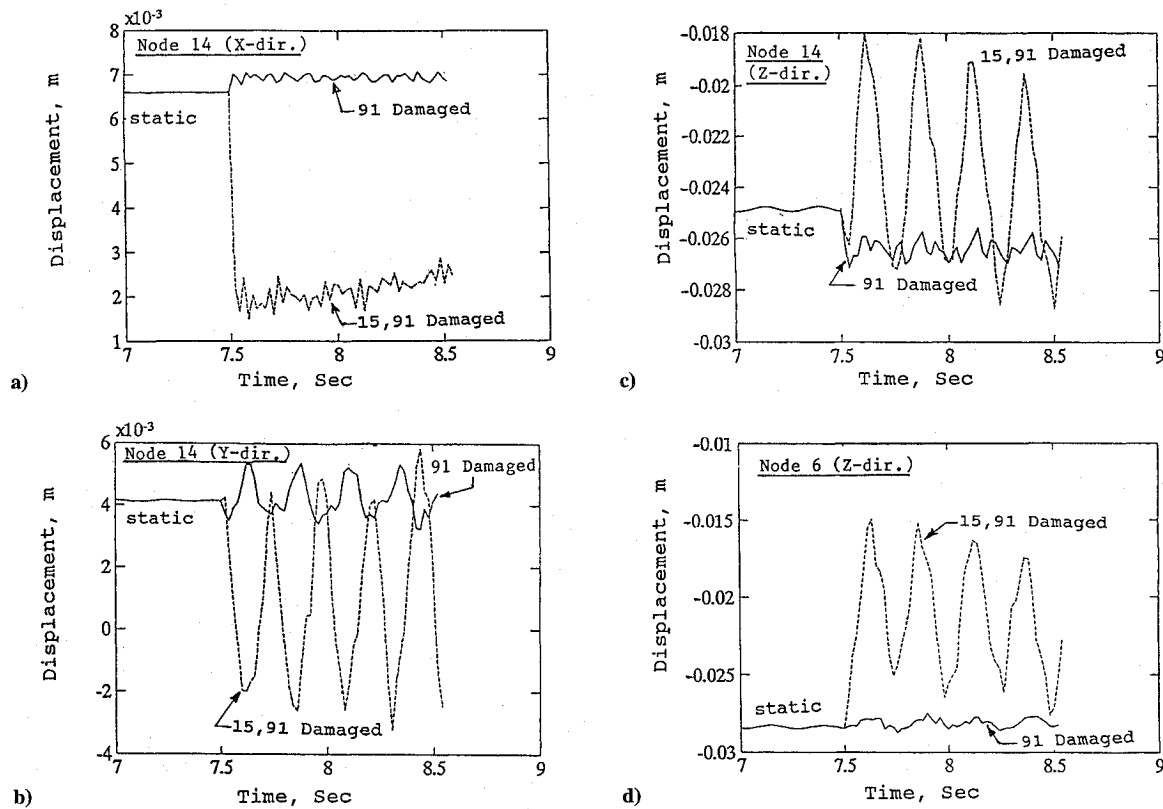 x10-3
Node 14 (X-dir.)
8
7
6
5
4
3
2
1
static
91 Damaged
15,91 Damaged
Displacement, m
7
7.5
8
8.5
9
Time, Sec
a)
x10-3
Node 14 (Y-dir.)
6
4
2
0
-2
-4
static
91 Damaged
15,91 Damaged
Displacement, m
7
7.5
8
8.5
9
Time, Sec
b)
-0.018
-0.02
-0.022
-0.024
-0.026
-0.028
-0.03
Node 14
(Z-dir.)
15,91 Damaged
static
91 Damaged
Displacement, m
7
7.5
8
8.5
9
Time, Sec
c)
-0.01
-0.015
-0.02
-0.025
-0.03
Node 6 (Z-dir.)
15,91 Damaged
static
91 Damaged
Displacement, m
7
7.5
8
8.5
9
Time, Sec
d)